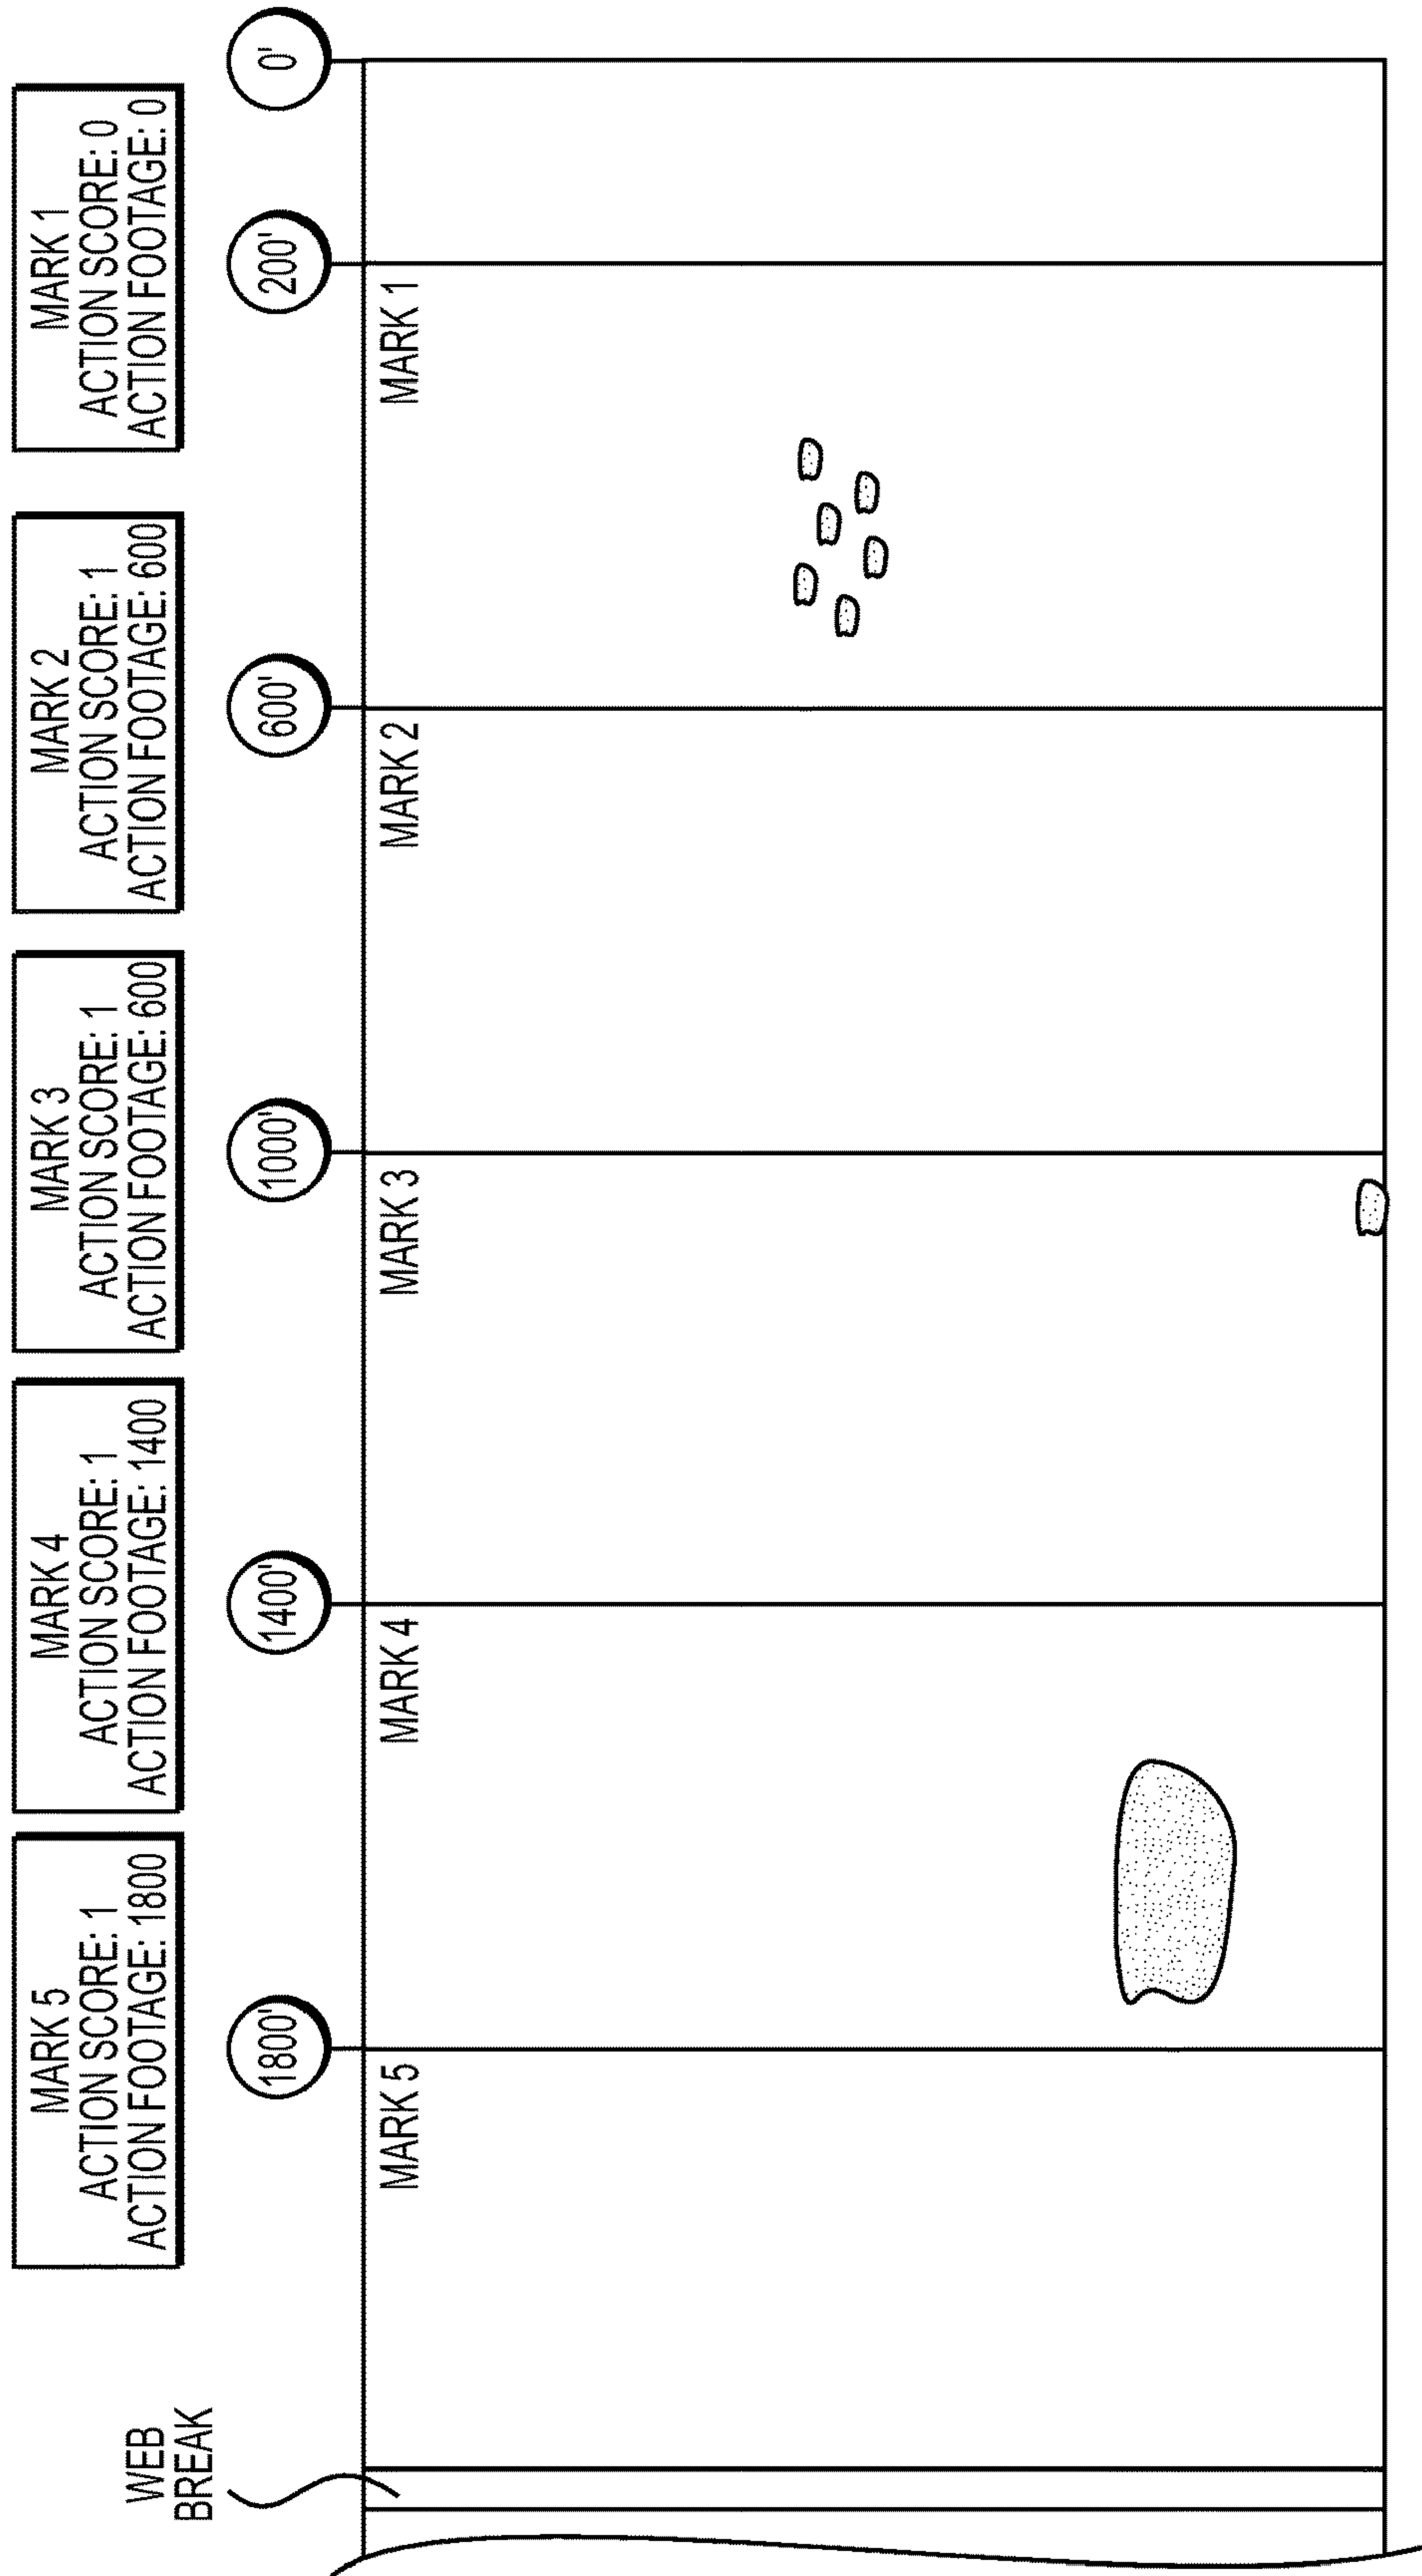 MARK 5
ACTION SCORE: 1
ACTION FOOTAGE: 1800
MARK 4
ACTION SCORE: 1
ACTION FOOTAGE: 1400
MARK 3
ACTION SCORE: 1
ACTION FOOTAGE: 600
MARK 2
ACTION SCORE: 1
ACTION FOOTAGE: 600
MARK 1
ACTION SCORE: 0
ACTION FOOTAGE: 0
WEB
BREAK
1800'
1400'
1000'
600'
200'
0'
MARK 5
MARK 4
MARK 3
MARK 2
MARK 1